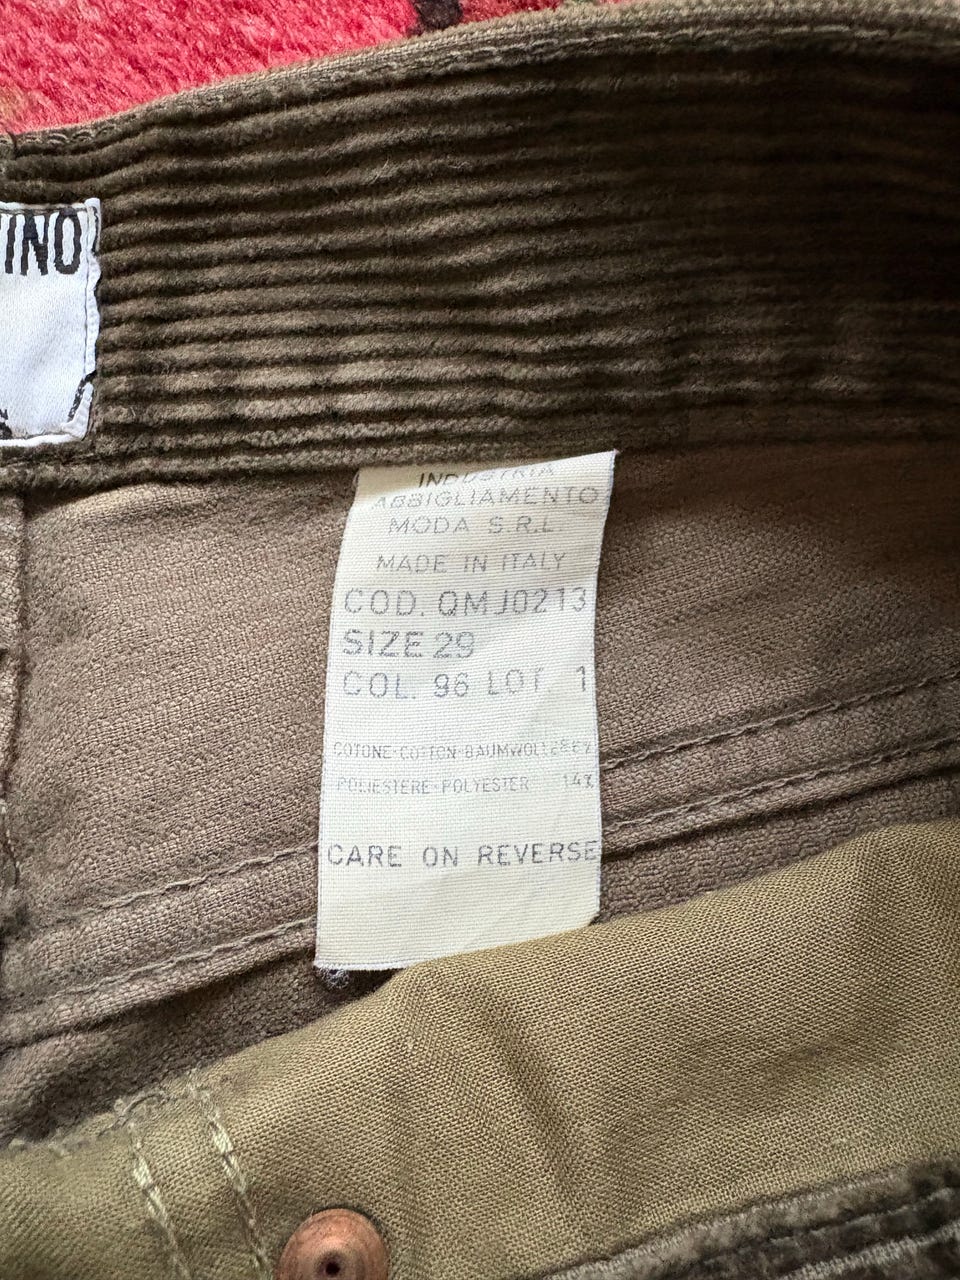 INO
INDUSTRIA
ABBIGLIAMENTO
MODA S.R.L.
MADE IN ITALY
COD. QMJ0213
SIZE 29
COL. 96 LOT. 1
COTONE-COTTON-BAUMWOLLE
POLIESTERE-POLYESTER 14%
CARE ON REVERSE